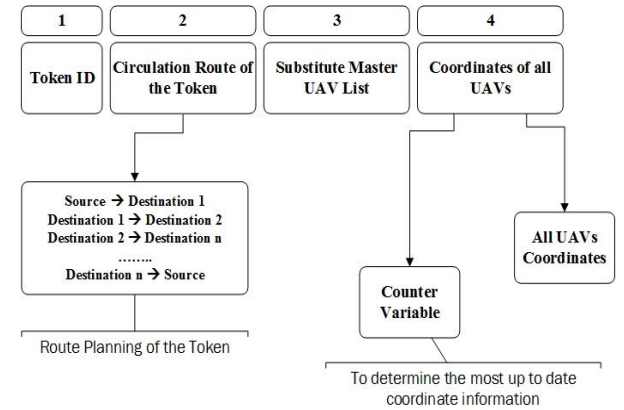 1
2
3
4
Token ID
Circulation Route of
the Token
Substitute Master
UAV List
Coordinates of all
UAVs
Source → Destination 1
Destination 1 → Destination 2
Destination 2 → Destination n
........
Destination n → Source
All UAVs
Coordinates
Counter
Variable
Route Planning of the Token
To determine the most up to date
coordinate information